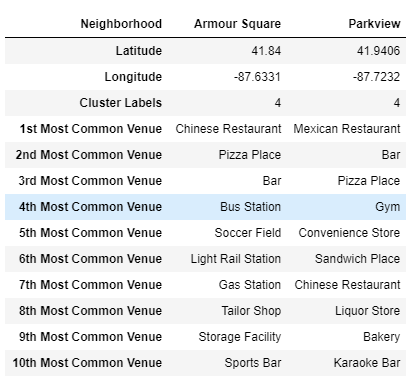 Neighborhood Armour Square Parkview
Latitude 41.84 41.9406
Longitude -87.6331 -87.7232
Cluster Labels 4 4
1st Most Common Venue Chinese Restaurant Mexican Restaurant
2nd Most Common Venue Pizza Place Bar
3rd Most Common Venue Bar Pizza Place
4th Most Common Venue Bus Station Gym
5th Most Common Venue Soccer Field Convenience Store
6th Most Common Venue Light Rail Station Sandwich Place
7th Most Common Venue Gas Station Chinese Restaurant
8th Most Common Venue Tailor Shop Liquor Store
9th Most Common Venue Storage Facility Bakery
10th Most Common Venue Sports Bar Karaoke Bar